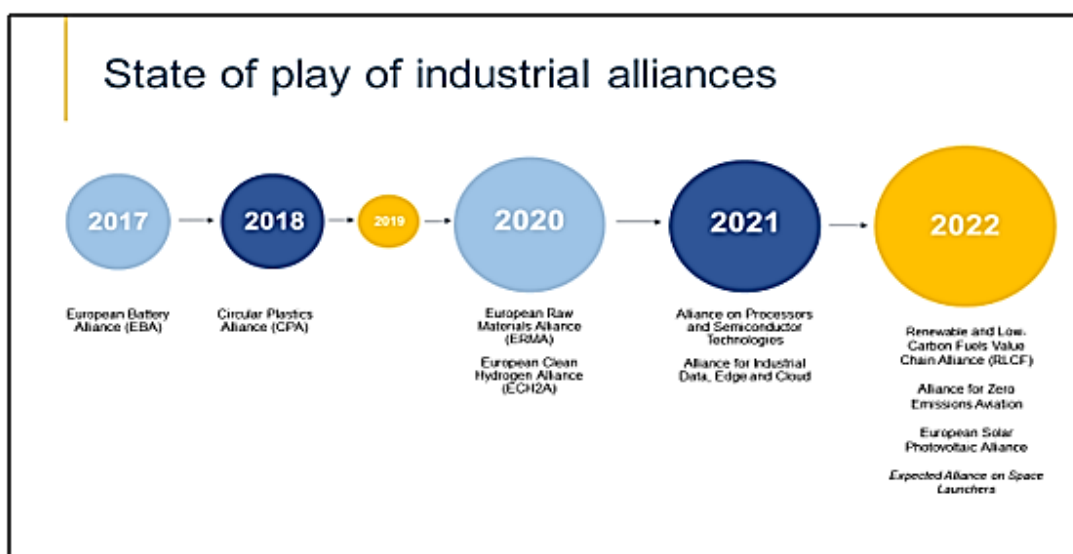 State of play of industrial alliances
2017
2018
2019
2020
2021
2022
European Battery
Alliance (EBA)
Circular Plastics
Alliance (CPA)
European Raw
Materials Alliance
(ERMA)
European Clean
Hydrogen Alliance
(ECH2A)
Alliance on Processors
and Semiconductor
Technologies
Alliance for Industrial
Data, Edge and Cloud
Renewable and Low-
Carbon Fuels Value
Chain Alliance (RLCF)
Alliance for Zero
Emissions Aviation
European Solar
Photovoltaic Alliance
Expected Alliance on Space
Launchers